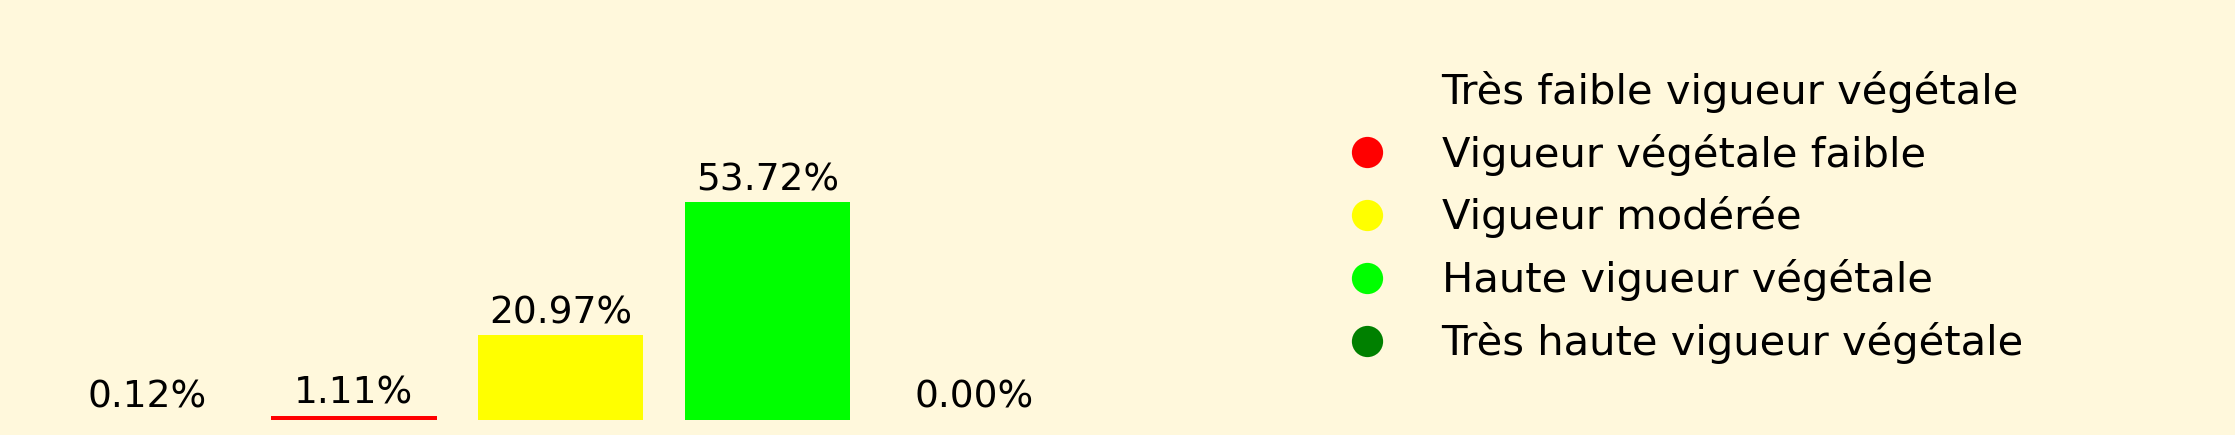 0.12%
1.11%
20.97%
53.72%
0.00%
Très faible vigueur végétale
Vigueur végétale faible
Vigueur modérée
Haute vigueur végétale
Très haute vigueur végétale